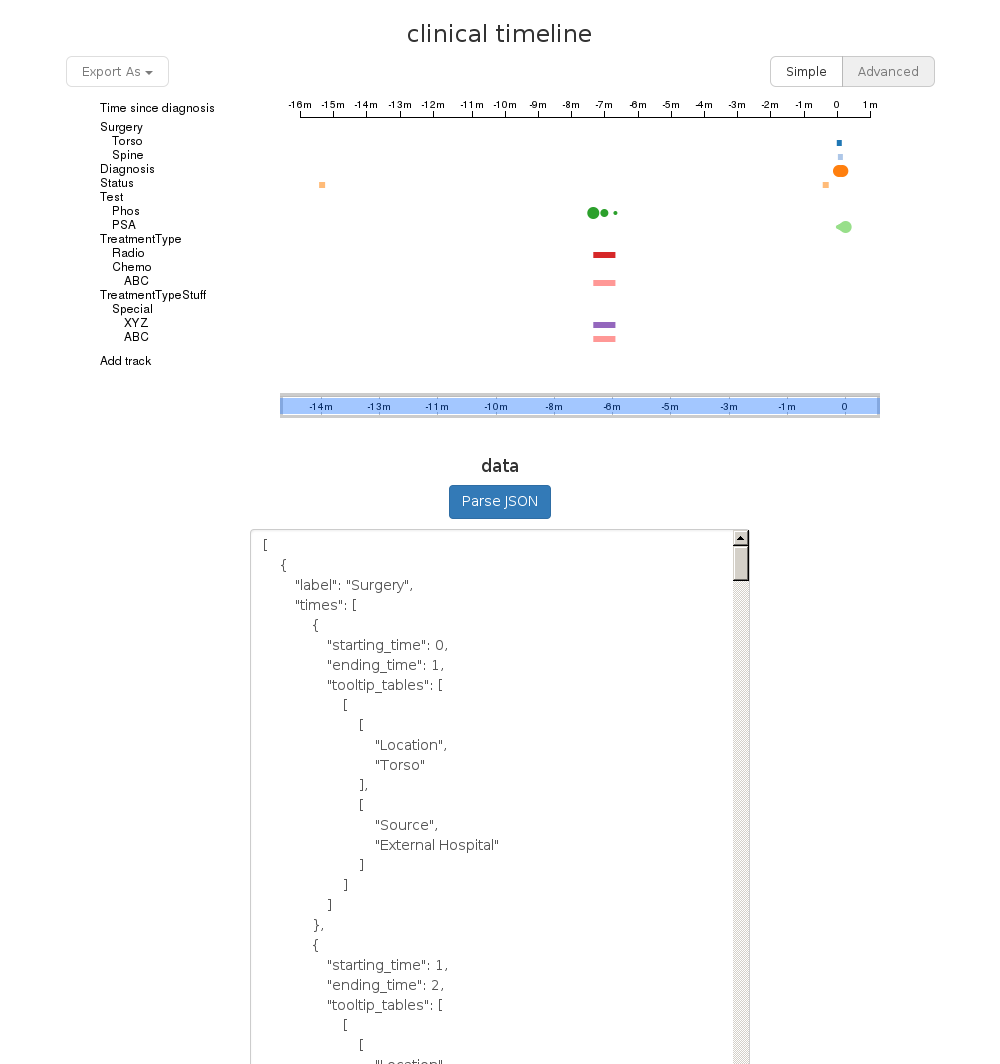 clinical timeline
Export As
Simple Advanced
Time since diagnosis
-16m -15m -14m -13m -12m -11m -10m -9m -8m -7m -6m -5m -4m -3m -2m -1m 0 1m
Surgery
Torso
Spine
Diagnosis
Status
Test
Phos
PSA
TreatmentType
Radio
Chemo
ABC
TreatmentTypeStuff
Special
XYZ
ABC
Add track
-14m -13m -11m -10m -8m -6m -5m -3m -1m 0
data
Parse JSON
[
{
"label": "Surgery",
"times": [
{
"starting_time": 0,
"ending_time": 1,
"tooltip_tables": [
[
[
"Location",
"Torso"
],
[
"Source",
"External Hospital"
]
]
]
},
{
"starting_time": 1,
"ending_time": 2,
"tooltip_tables": [
[
[
"Location",